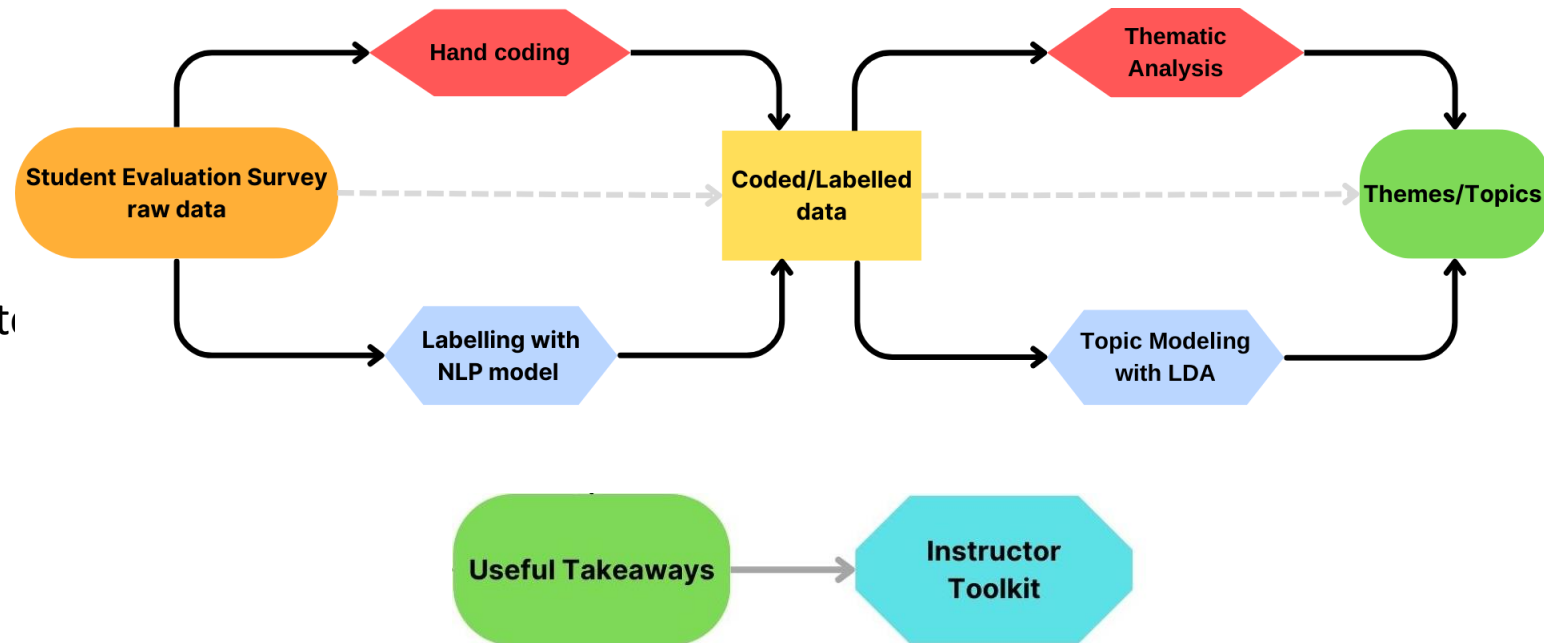 Hand coding
Thematic
Analysis
Student Evaluation Survey
raw data
Coded/Labelled
data
Themes/Topics
Labelling with
NLP model
Topic Modeling
with LDA
Useful Takeaways
Instructor
Toolkit